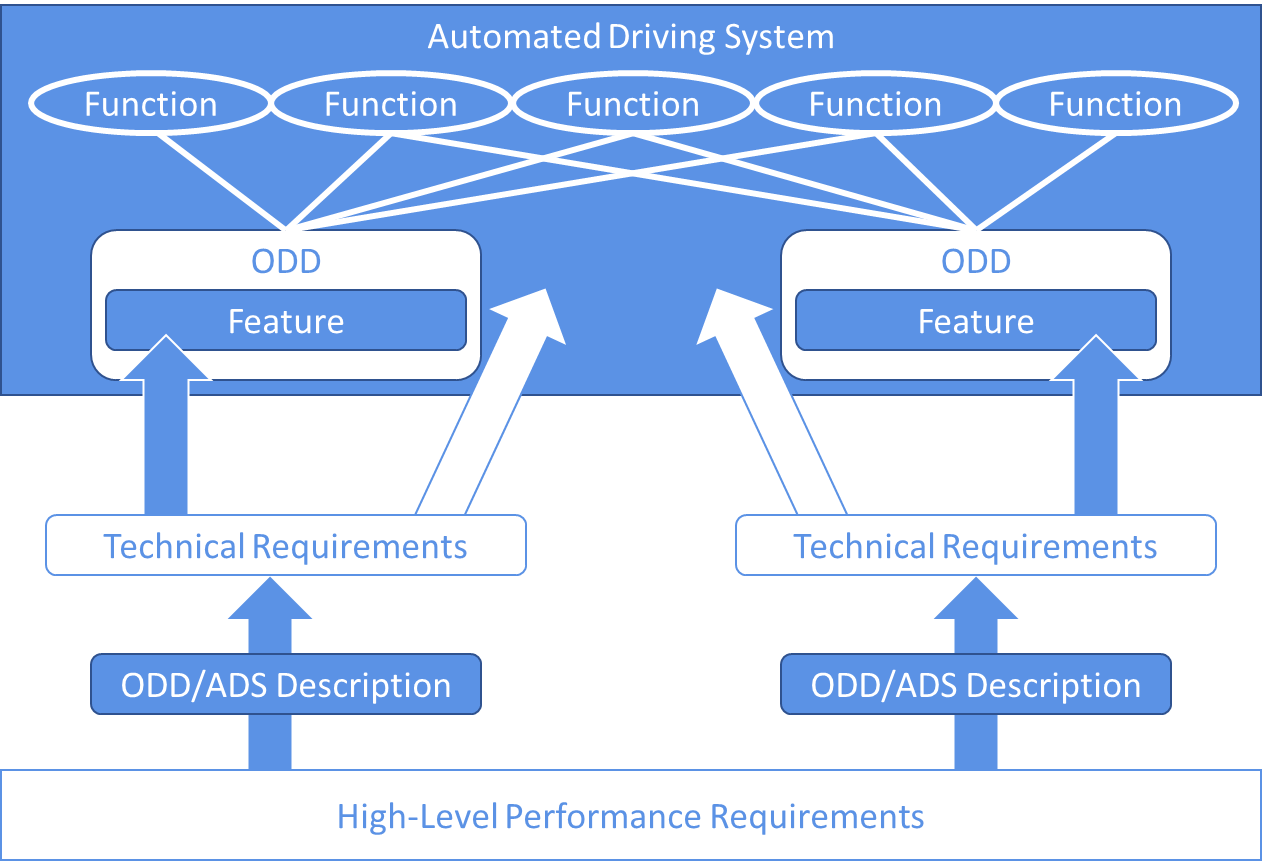 Automated Driving System
Function Function Function Function Function
ODD ODD
Feature Feature
Technical Requirements Technical Requirements
ODD/ADS Description ODD/ADS Description
High-Level Performance Requirements